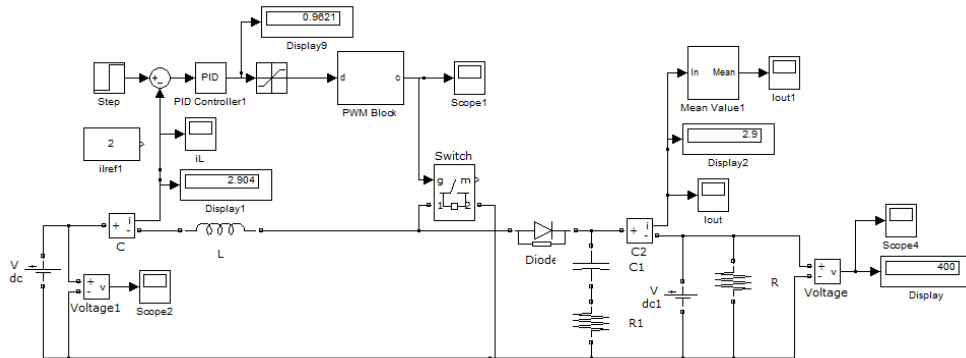 0.9621
Display9
Step
PID
PID Controller1
d
c
PWM Block
Scope1
In
Mean
Mean Value1
Iout1
2
iIref1
iL
2.904
Display1
Switch
g
m
1
2
2.9
Display2
Iout
+
-
i
C
L
Diode
+
-
i
C2
C1
Scope4
V
dc
+
-
v
Voltage1
Scope2
R1
V
dc1
R
+
-
v
Voltage
400
Display